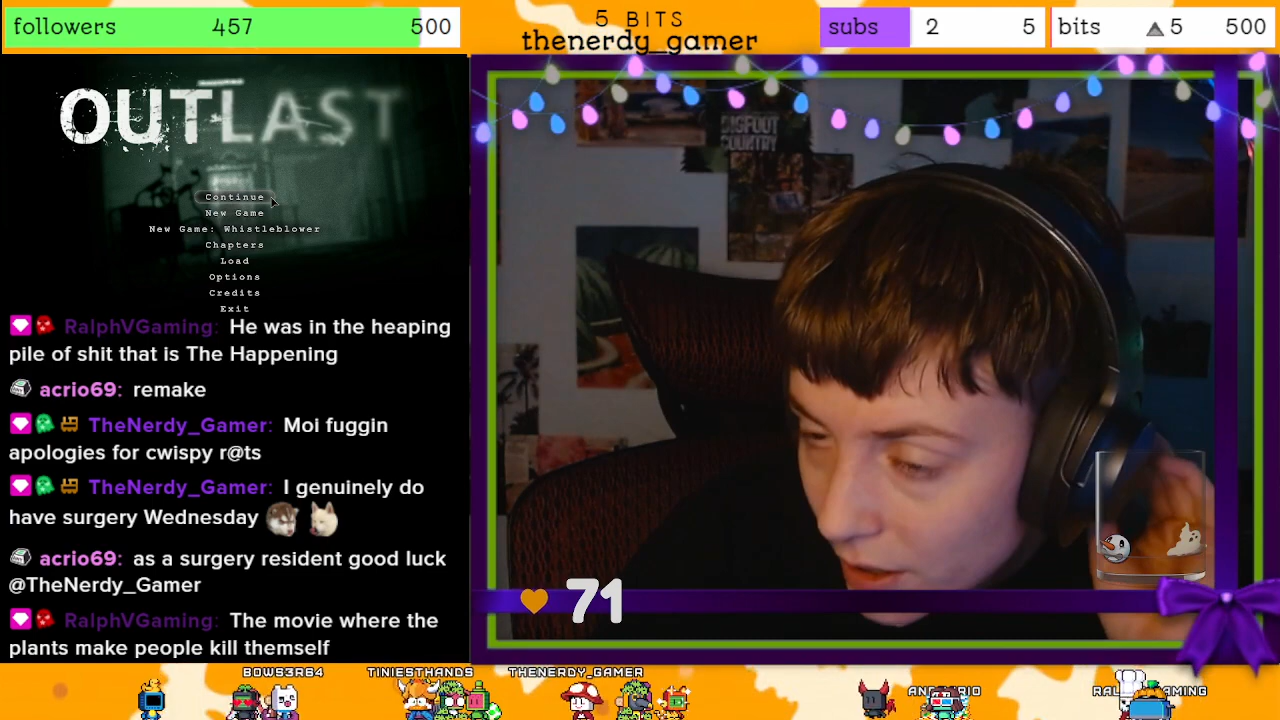 followers 457 500
5 BITS
thenerdy_gamer
subs 2 5
bits 5 500
OUTLAST
Continue
New Game
New Game: Whistleblower
Chapters
Load
Options
Credits
Exit
BIGFOOT
COUNTRY
RalphVGaming: He was in the heaping
pile of shit that is The Happening
acrio69: remake
TheNerdy_Gamer: Moi fuggin
apologies for cwispy r@ts
TheNerdy_Gamer: I genuinely do
have surgery Wednesday
acrio69: as a surgery resident good luck
@TheNerdy_Gamer
RalphVGaming: The movie where the
plants make people kill themself
71
BOWS3R64 TINIESTHANDS THENERDY_GAMER